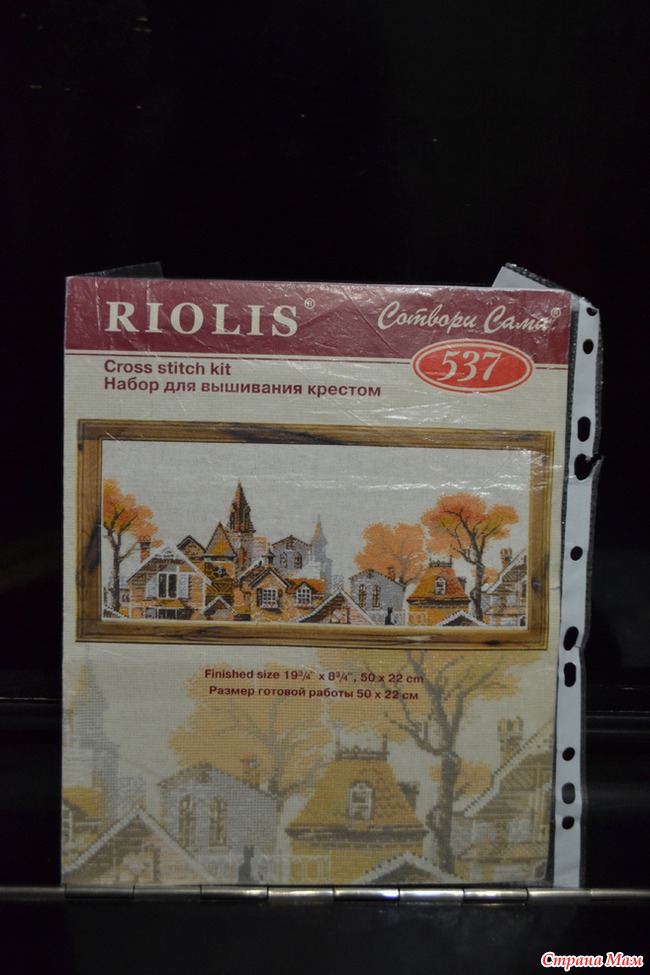 RIOLIS®
Сотвори Сама®
537
Cross stitch kit
Набор для вышивания крестом
Finished size 19¾" x 8¾", 50 x 22 cm
Размер готовой работы 50 x 22 см
Страна Мам